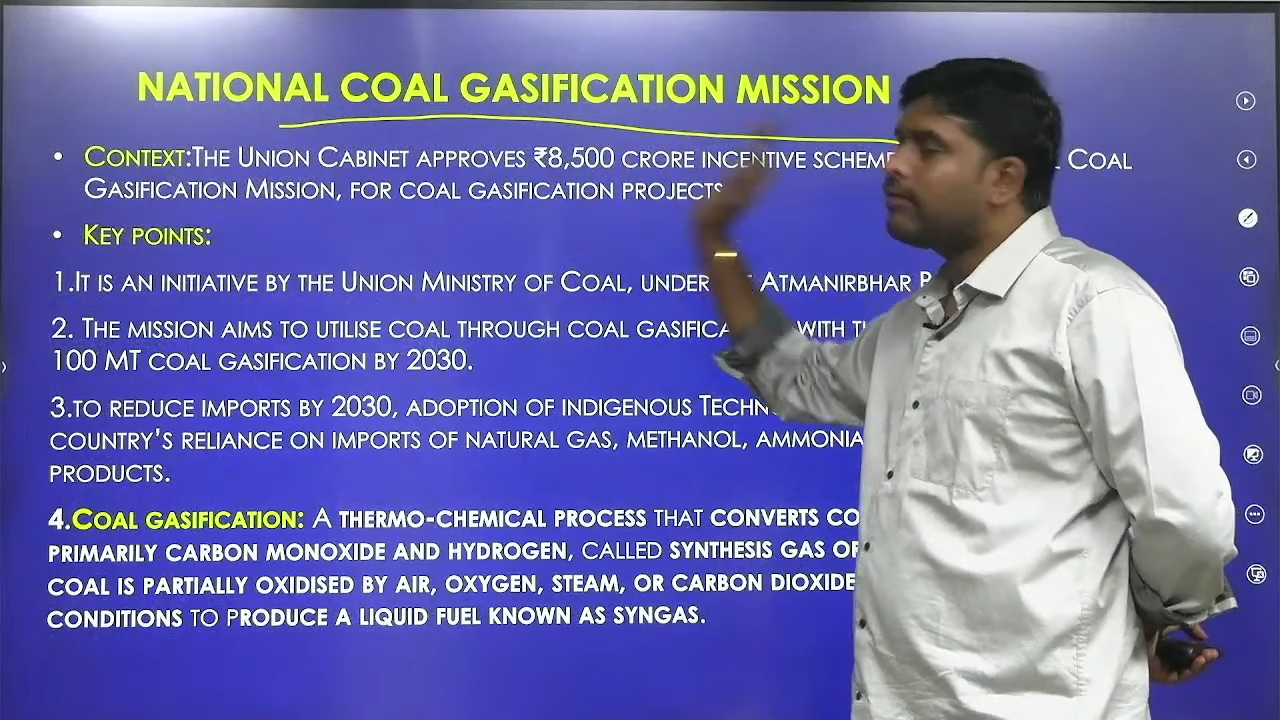 NATIONAL COAL GASIFICATION MISSION
• CONTEXT:THE UNION CABINET APPROVES ₹8,500 CRORE INCENTIVE COAL
GASIFICATION MISSION, FOR COAL GASIFICATION PROJECTS
• KEY POINTS:
1.IT IS AN INITIATIVE BY THE UNION MINISTRY OF COAL, UNDER ATMANIRBHAR
2. THE MISSION AIMS TO UTILISE COAL THROUGH COAL WITH
100 MT COAL GASIFICATION BY 2030.
3.TO REDUCE IMPORTS BY 2030, ADOPTION OF INDIGENOUS
COUNTRY'S RELIANCE ON IMPORTS OF NATURAL GAS, METHANOL, AMMONIA
PRODUCTS.
4.COAL GASIFICATION: A THERMO-CHEMICAL PROCESS THAT CONVERTS
PRIMARILY CARBON MONOXIDE AND HYDROGEN, CALLED SYNTHESIS GAS
COAL IS PARTIALLY OXIDISED BY AIR, OXYGEN, STEAM, OR CARBON DIOXIDE
CONDITIONS TO PRODUCE A LIQUID FUEL KNOWN AS SYNGAS.